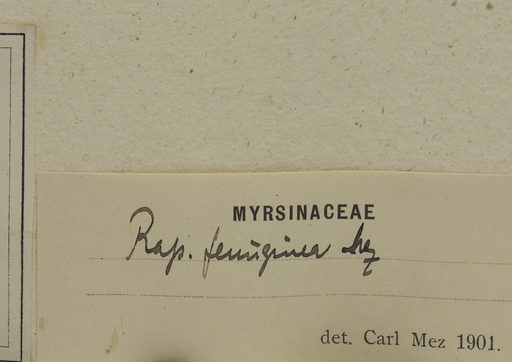 MYRSINACEAE
Rap. ferruginea Mez
det. Carl Mez 1901.